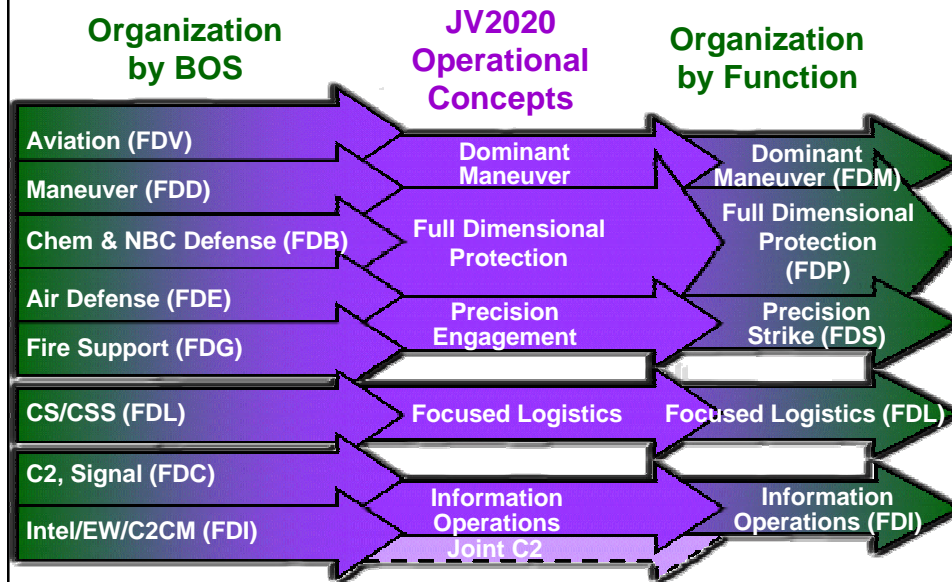 Organization
by BOS
JV2020
Operational
Concepts
Organization
by Function
Aviation (FDV)
Maneuver (FDD)
Chem & NBC Defense (FDB)
Air Defense (FDE)
Fire Support (FDG)
CS/CSS (FDL)
C2, Signal (FDC)
Intel/EW/C2CM (FDI)
Dominant
Maneuver
Full Dimensional
Protection
Precision
Engagement
Focused Logistics
Information
Operations
Joint C2
Dominant
Maneuver (FDM)
Full Dimensional
Protection
(FDP)
Precision
Strike (FDS)
Focused Logistics (FDL)
Information
Operations (FDI)